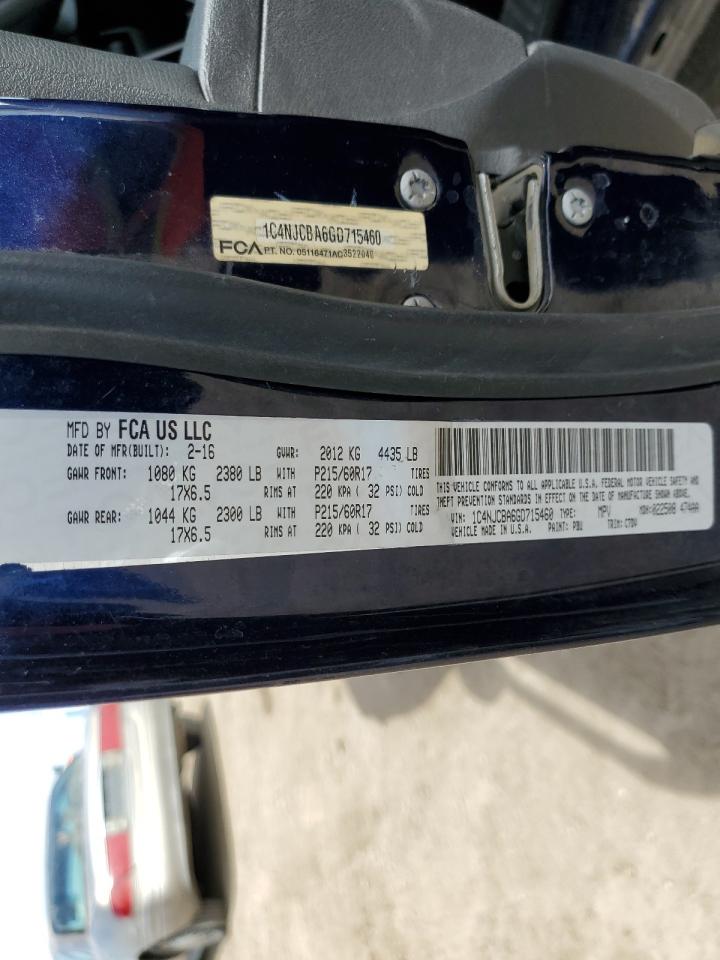 1C4NJCBA6GD715460
FCA PT. NO. 05116471AC 3522040
MFD BY FCA US LLC
DATE OF MFR(BUILT): 2-16 GVWR: 2012 KG 4435 LB
GAWR FRONT: 1080 KG 2380 LB WITH P215/60R17 TIRES
17X6.5 RIMS AT 220 KPA ( 32 PSI) COLD
GAWR REAR: 1044 KG 2300 LB WITH P215/60R17 TIRES
17X6.5 RIMS AT 220 KPA ( 32 PSI) COLD
THIS VEHICLE CONFORMS TO ALL APPLICABLE U.S.A. FEDERAL MOTOR VEHICLE SAFETY AND
THEFT PREVENTION STANDARDS IN EFFECT ON THE DATE OF MANUFACTURE SHOWN ABOVE.
VIN: 1C4NJCBA6GD715460 TYPE: MPV MDH: 022508 474AA
VEHICLE MADE IN U.S.A. PAINT: PBU TRIM: CTDV